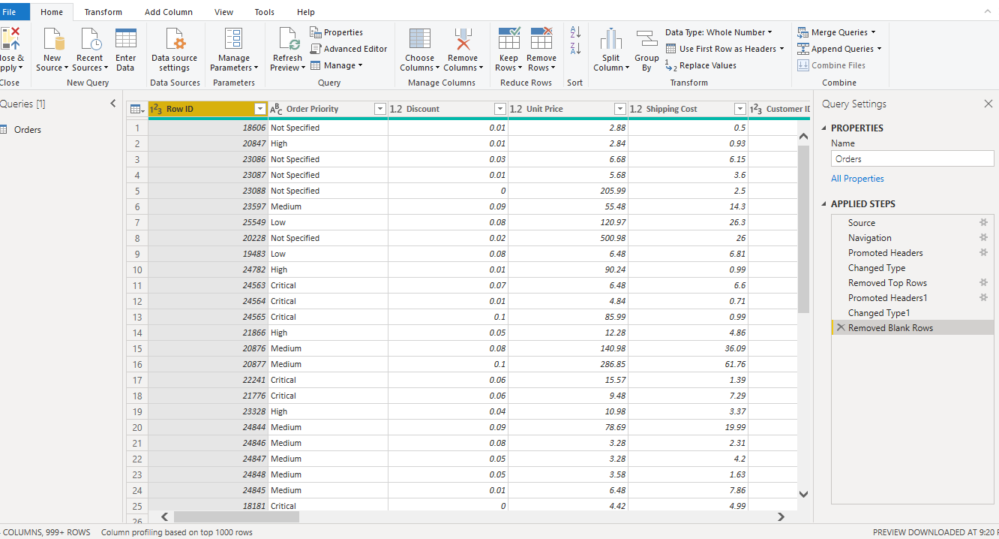 File Home Transform Add Column View Tools Help
lose & pply
New Source
Recent Sources
Enter Data
Data source settings
Manage Parameters
Refresh Preview
Properties
Advanced Editor
Manage
Choose Columns
Remove Columns
Keep Rows
Remove Rows
Split Column
Group By
Data Type: Whole Number
Use First Row as Headers
Replace Values
Merge Queries
Append Queries
Combine Files
Close New Query Data Sources Parameters Query Manage Columns Reduce Rows Sort Transform Combine
Queries [1]
Orders
Row ID Order Priority Discount Unit Price Shipping Cost Customer ID
1 18606 Not Specified 0.01 2.88 0.5
2 20847 High 0.01 2.84 0.93
3 23086 Not Specified 0.03 6.68 6.15
4 23087 Not Specified 0.01 5.68 3.6
5 23088 Not Specified 0 205.99 2.5
6 23597 Medium 0.09 55.48 14.3
7 25549 Low 0.08 120.97 26.3
8 20228 Not Specified 0.02 500.98 26
9 19483 Low 0.08 6.48 6.81
10 24782 High 0.01 90.24 0.99
11 24563 Critical 0.07 6.48 6.6
12 24564 Critical 0.01 4.84 0.71
13 24565 Critical 0.1 85.99 0.99
14 21866 High 0.05 12.28 4.86
15 20876 Medium 0.08 140.98 36.09
16 20877 Medium 0.1 286.85 61.76
17 22241 Critical 0.06 15.57 1.39
18 21776 Critical 0.06 9.48 7.29
19 23328 High 0.04 10.98 3.37
20 24844 Medium 0.09 78.69 19.99
21 24846 Medium 0.08 3.28 2.31
22 24847 Medium 0.05 3.28 4.2
23 24848 Medium 0.05 3.58 1.63
24 24845 Medium 0.01 6.48 7.86
25 18181 Critical 0 4.42 4.99
26
Query Settings
PROPERTIES
Name
Orders
All Properties
APPLIED STEPS
Source
Navigation
Promoted Headers
Changed Type
Removed Top Rows
Promoted Headers1
Changed Type1
Removed Blank Rows
COLUMNS, 999+ ROWS Column profiling based on top 1000 rows PREVIEW DOWNLOADED AT 9:20